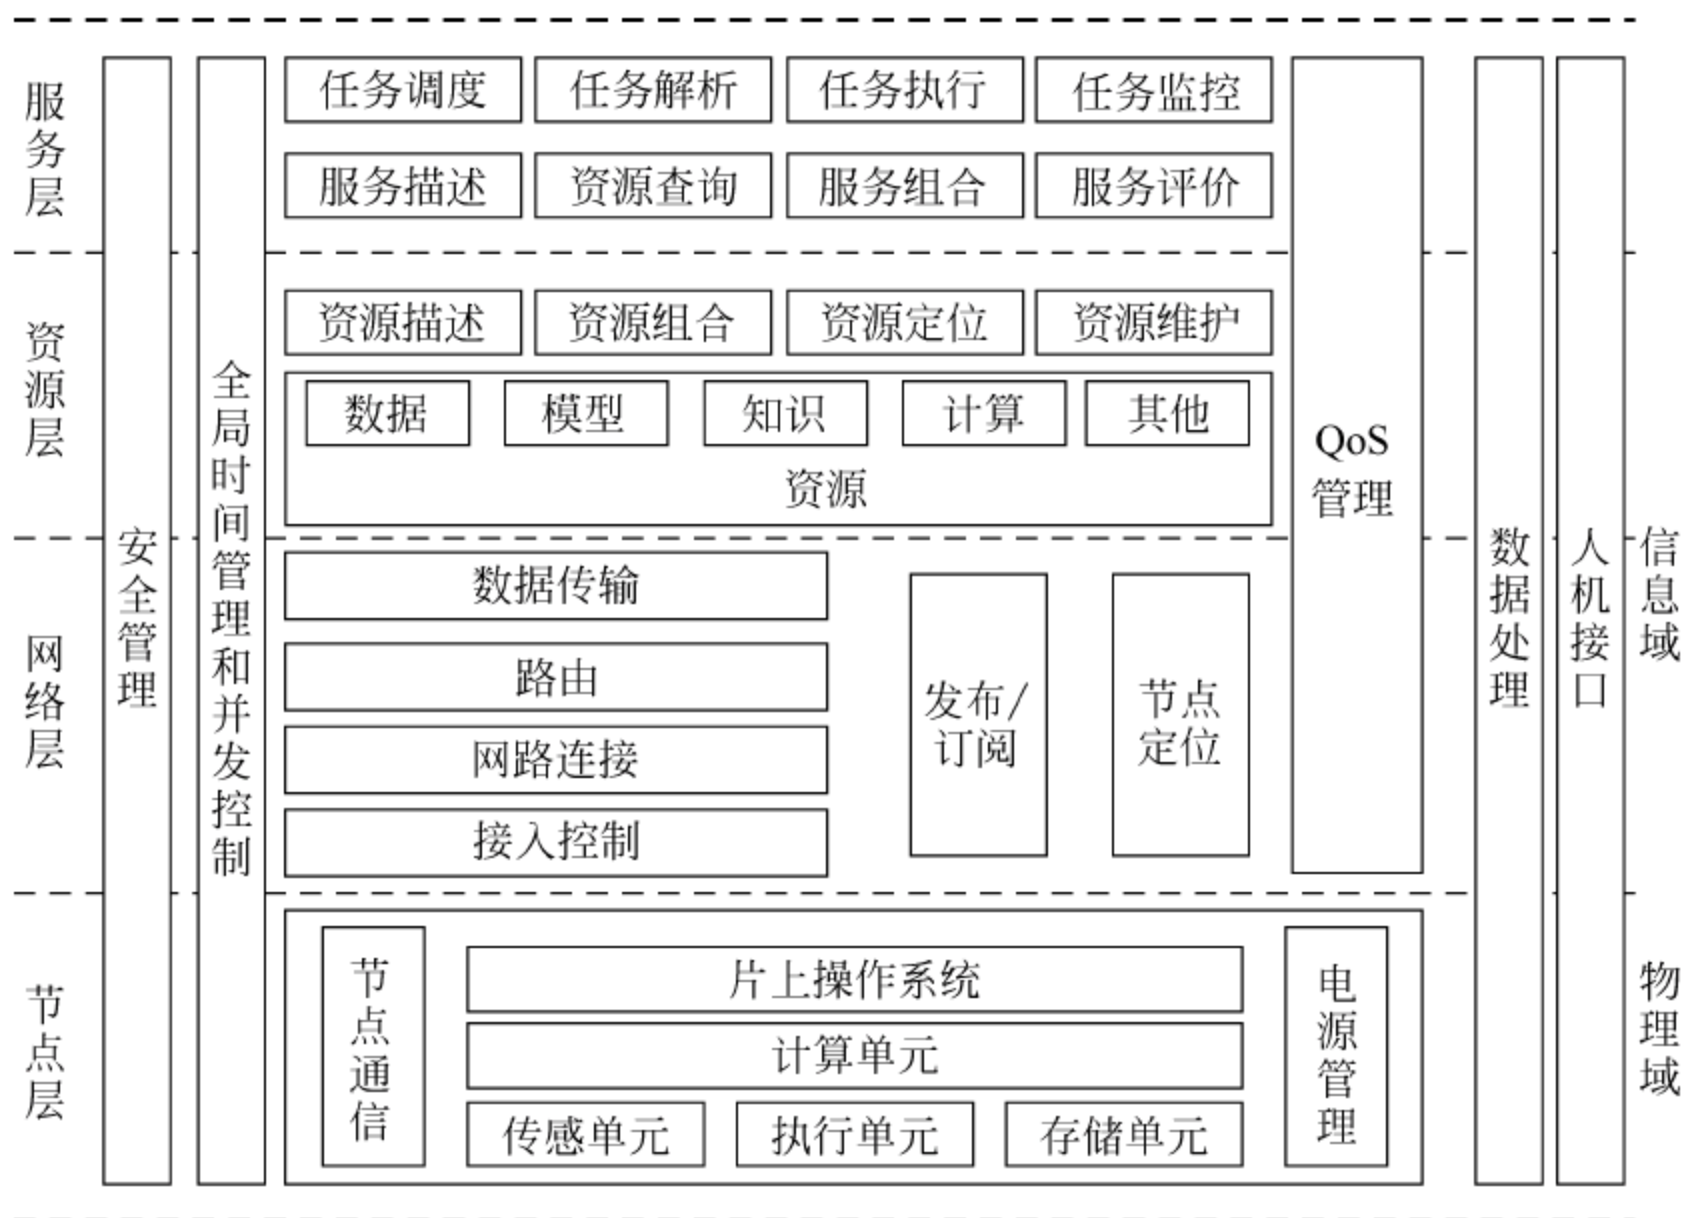 服务层
任务调度
任务解析
任务执行
任务监控
服务描述
资源查询
服务组合
服务评价
资源层
资源描述
资源组合
资源定位
资源维护
数据
模型
知识
计算
其他
资源
网络层
数据传输
路由
网路连接
接入控制
发布/
订阅
节点
定位
节点层
节点通信
片上操作系统
计算单元
传感单元
执行单元
存储单元
电源管理
安全管理
全局时间管理和并发控制
QoS
管理
数据处理
人机接口
信息域
物理域